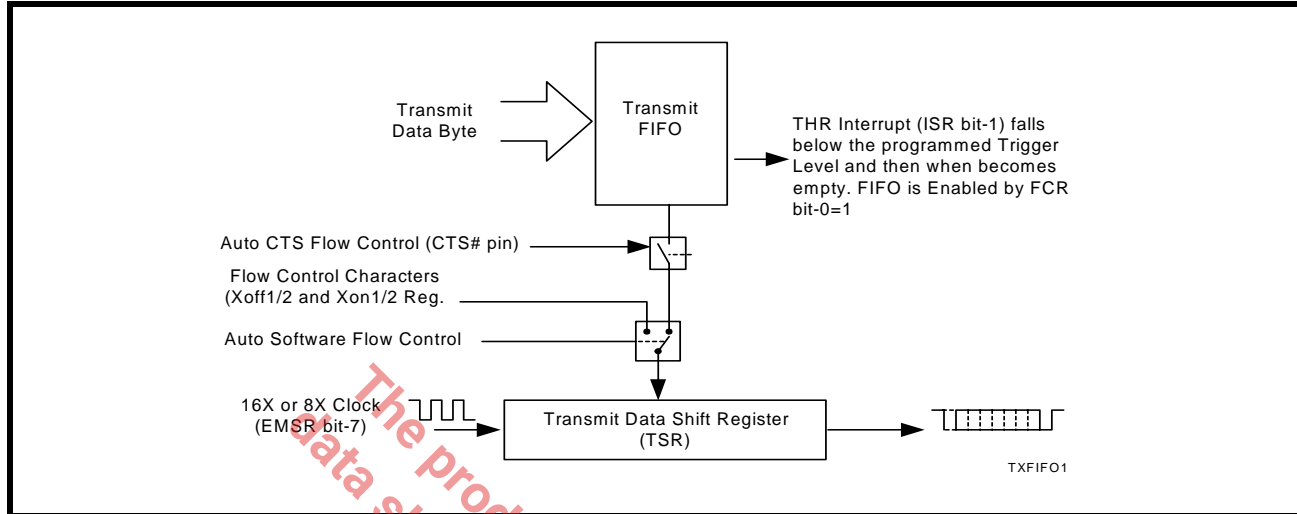 Transmit
Data Byte
Transmit
FIFO
THR Interrupt (ISR bit-1) falls
below the programmed Trigger
Level and then when becomes
empty. FIFO is Enabled by FCR
bit-0=1
Auto CTS Flow Control (CTS# pin)
Flow Control Characters
(Xoff1/2 and Xon1/2 Reg.
Auto Software Flow Control
16X or 8X Clock
(EMSR bit-7)
Transmit Data Shift Register
(TSR)
TXFIFO1
The prod
data s